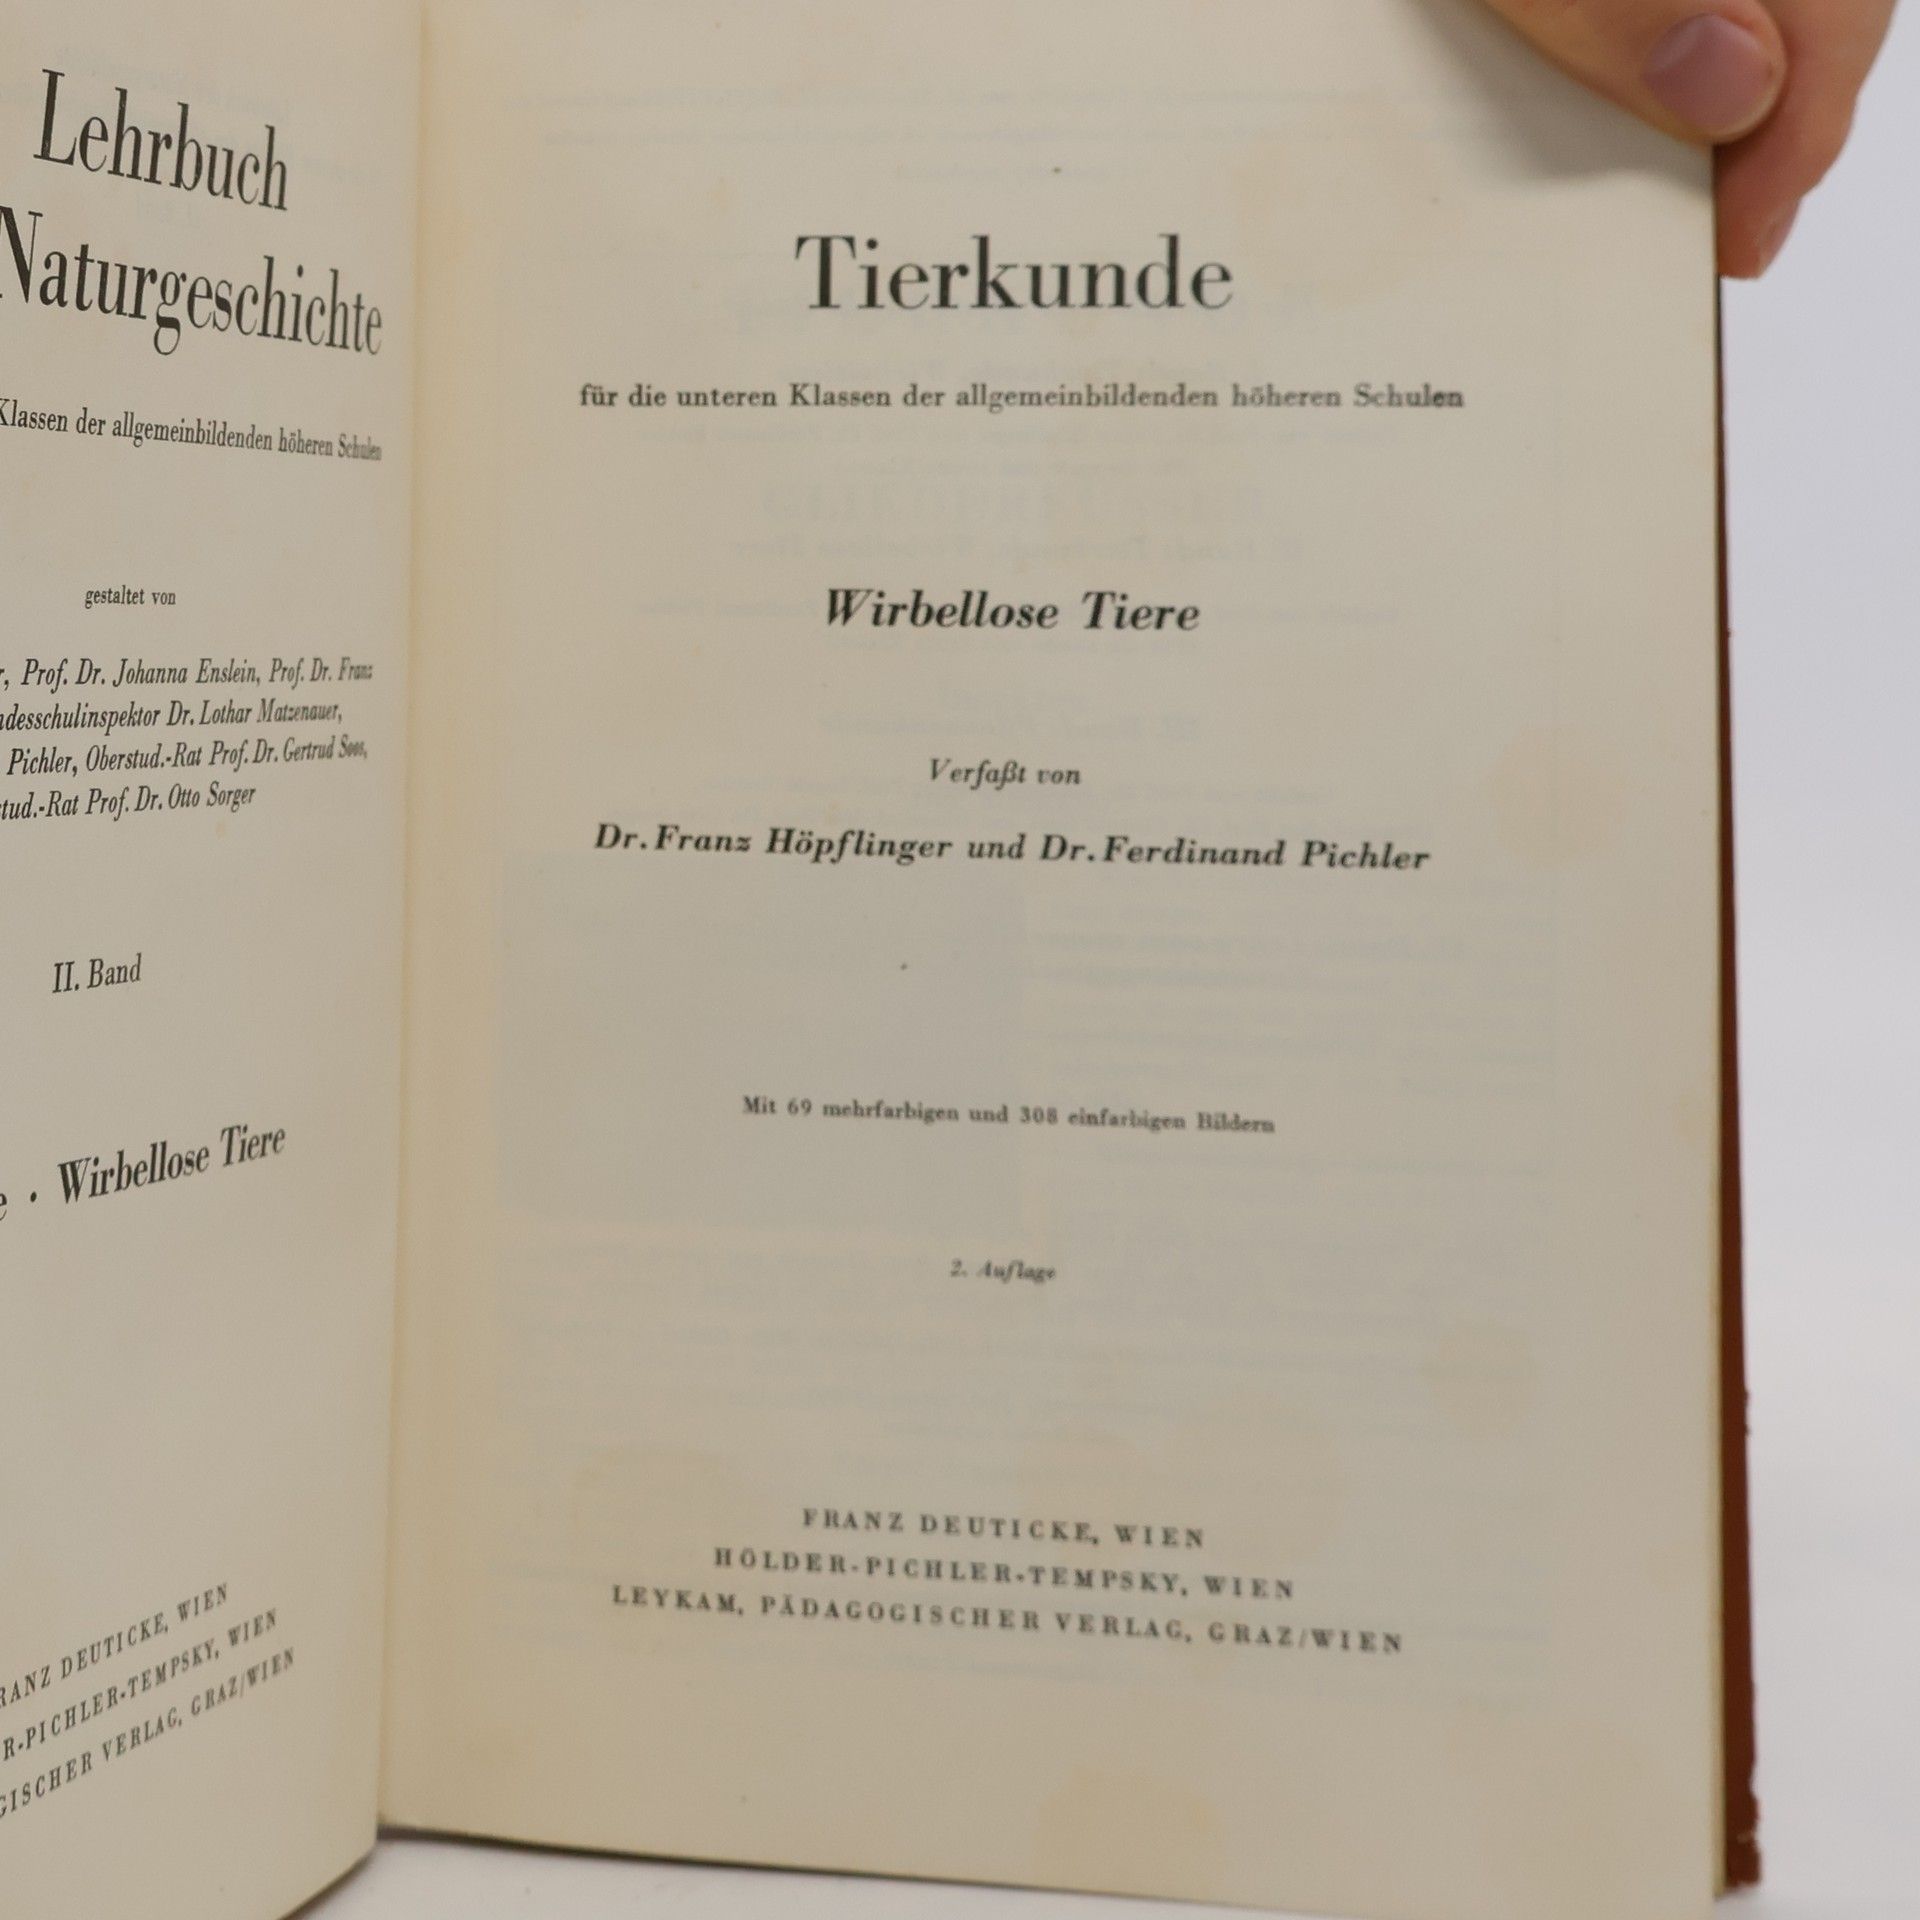 Lehrbuch
Naturgeschichte
Klassen der allgemeinbildenden höheren Schulen
gestaltet von
Prof. Dr. Johanna Enslein, Prof. Dr. Franz
Dr. Lothar Matzenauer,
Pichler, Oberstud.-Rat Prof. Dr. Gertrud Soos,
tud.-Rat Prof. Dr. Otto Sorger
II. Band
e • Wirbellose Tiere
RANZ DEUTICKE, WIEN
R-PICHLER-TEMPSKY, WIEN
GISCHER VERLAG, GRAZ/WIEN
Tierkunde
für die unteren Klassen der allgemeinbildenden höheren Schulen
Wirbellose Tiere
Verfaßt von
Dr. Franz Höpflinger und Dr. Ferdinand Pichler
Mit 69 mehrfarbigen und 308 einfarbigen Bildern
2. Auflage
FRANZ DEUTICKE, WIEN
HÖLDER-PICHLER-TEMPSKY, WIEN
LEYKAM, PÄDAGOGISCHER VERLAG, GRAZ/WIEN